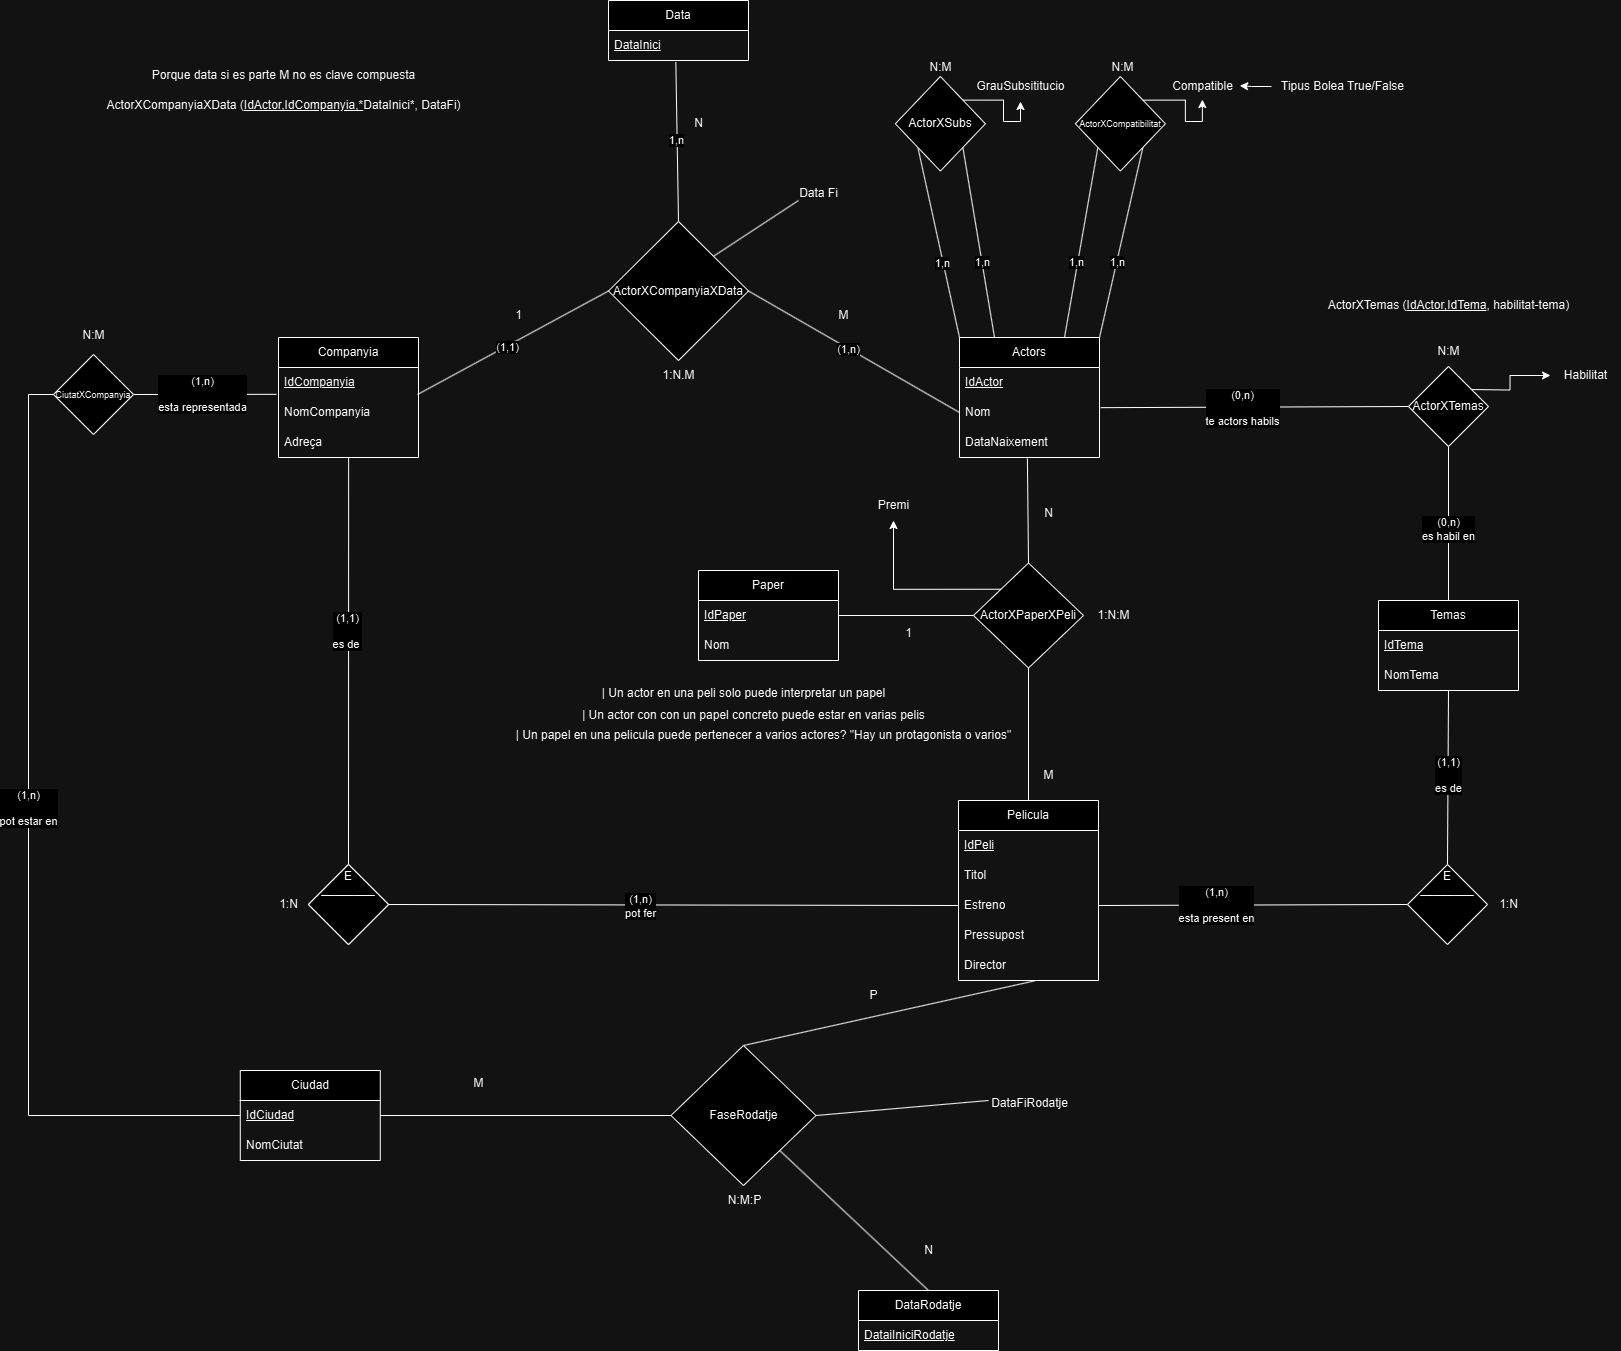 Data
DataInici
Porque data si es parte M no es clave compuesta
ActorXCompanyiaXData (IdActor,IdCompanyia,*DataInici*, DataFi)
N
1,n
Data Fi
ActorXCompanyiaXData
1
(1,1)
M
(1,n)
1:N.M
N:M
ActorXSubs
GrauSubsititucio
1,n
1,n
N:M
ActorXCompatibilitat
Compatible
Tipus Bolea True/False
1,n
1,n
N:M
CiutatXCompanyia
(1,n)
esta representada
Companyia
IdCompanyia
NomCompanyia
Adreça
Actors
IdActor
Nom
DataNaixement
ActorXTemas (IdActor,IdTema, habilitat-tema)
N:M
ActorXTemas
Habilitat
(0,n)
te actors habils
(0,n)
es habil en
Premi
N
Paper
IdPaper
Nom
1
ActorXPaperXPeli
1:N:M
Temas
IdTema
NomTema
(1,1)
es de
| Un actor en una peli solo puede interpretar un papel
| Un actor con con un papel concreto puede estar en varias pelis
| Un papel en una pelicula puede pertenecer a varios actores? "Hay un protagonista o varios"
M
(1,1)
es de
(1,n)
pot estar en
Pelicula
IdPeli
Titol
Estreno
Pressupost
Director
E
1:N
(1,n)
pot fer
(1,n)
esta present en
E
1:N
P
Ciudad
IdCiudad
NomCiutat
M
FaseRodatje
DataFiRodatje
N:M:P
N
DataRodatje
DatailniciRodatje